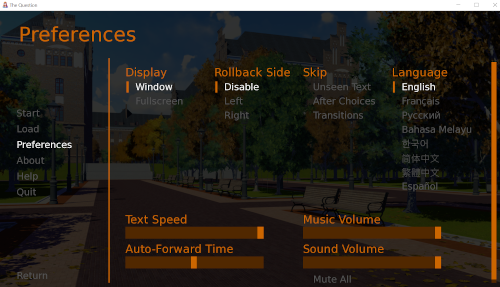 The Question
Preferences
Display
Window
Fullscreen
Rollback Side
Disable
Left
Right
Skip
Unseen Text
After Choices
Transitions
Language
English
Français
Русский
Bahasa Melayu
한국어
简体中文
繁體中文
Español
Start
Load
Preferences
About
Help
Quit
Return
Text Speed
Auto-Forward Time
Music Volume
Sound Volume
Mute All